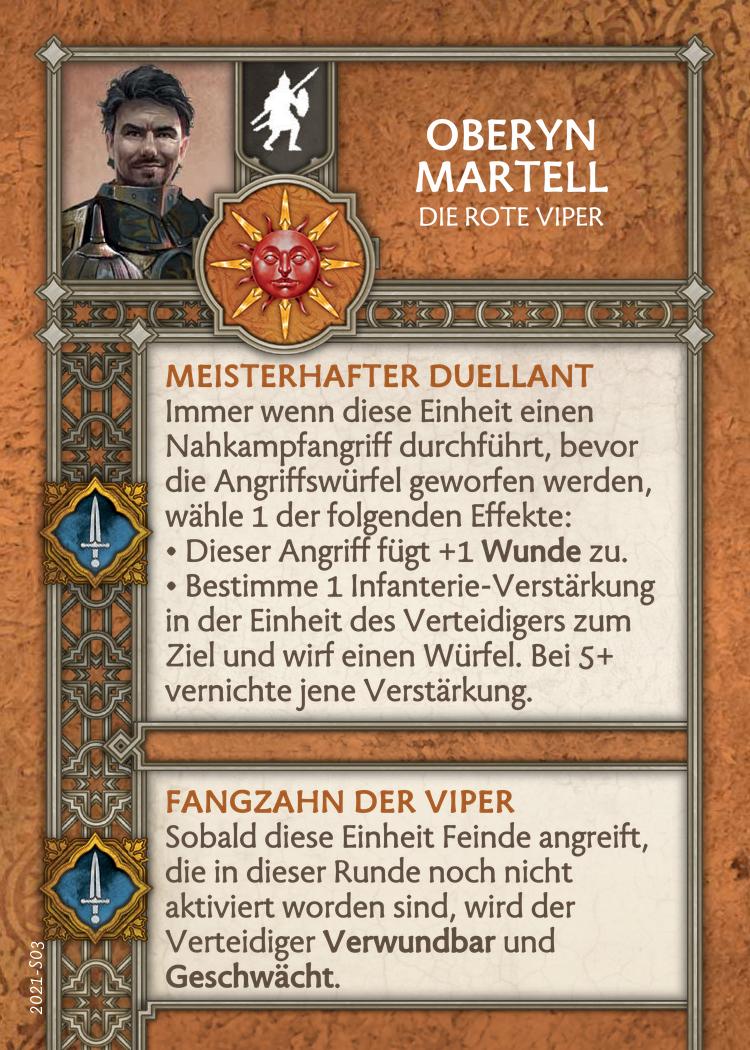 OBERYN
MARTELL
DIE ROTE VIPER
MEISTERHAFTER DUELLANT
Immer wenn diese Einheit einen
Nahkampfangriff durchführt, bevor
die Angriffswürfel geworfen werden,
wähle 1 der folgenden Effekte:
• Dieser Angriff fügt +1 Wunde zu.
• Bestimme 1 Infanterie-Verstärkung
in der Einheit des Verteidigers zum
Ziel und wirf einen Würfel. Bei 5+
vernichte jene Verstärkung.
FANGZAHN DER VIPER
Sobald diese Einheit Feinde angreift,
die in dieser Runde noch nicht
aktiviert worden sind, wird der
Verteidiger Verwundbar und
Geschwächt.
2021-S03